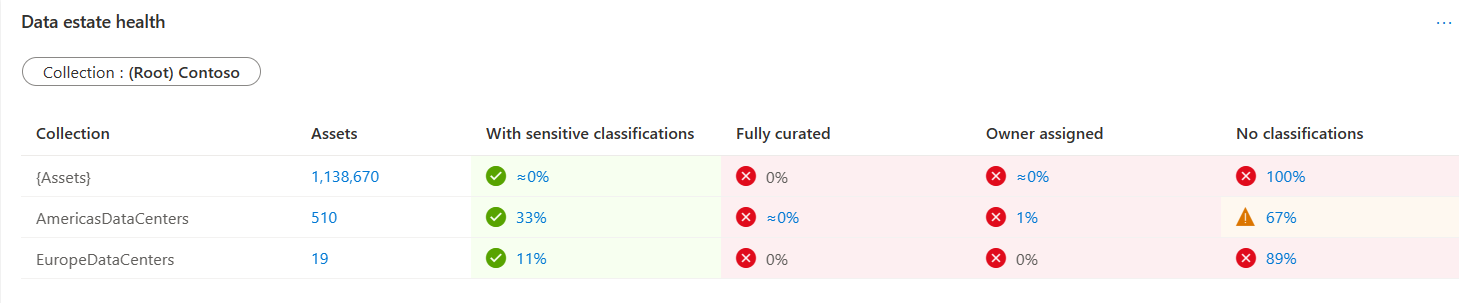 Data estate health
...
Collection : (Root) Contoso
Collection Assets With sensitive classifications Fully curated Owner assigned No classifications
{Assets} 1,138,670 ≈0% 0% ≈0% 100%
AmericasDataCenters 510 33% ≈0% 1% 67%
EuropeDataCenters 19 11% 0% 0% 89%